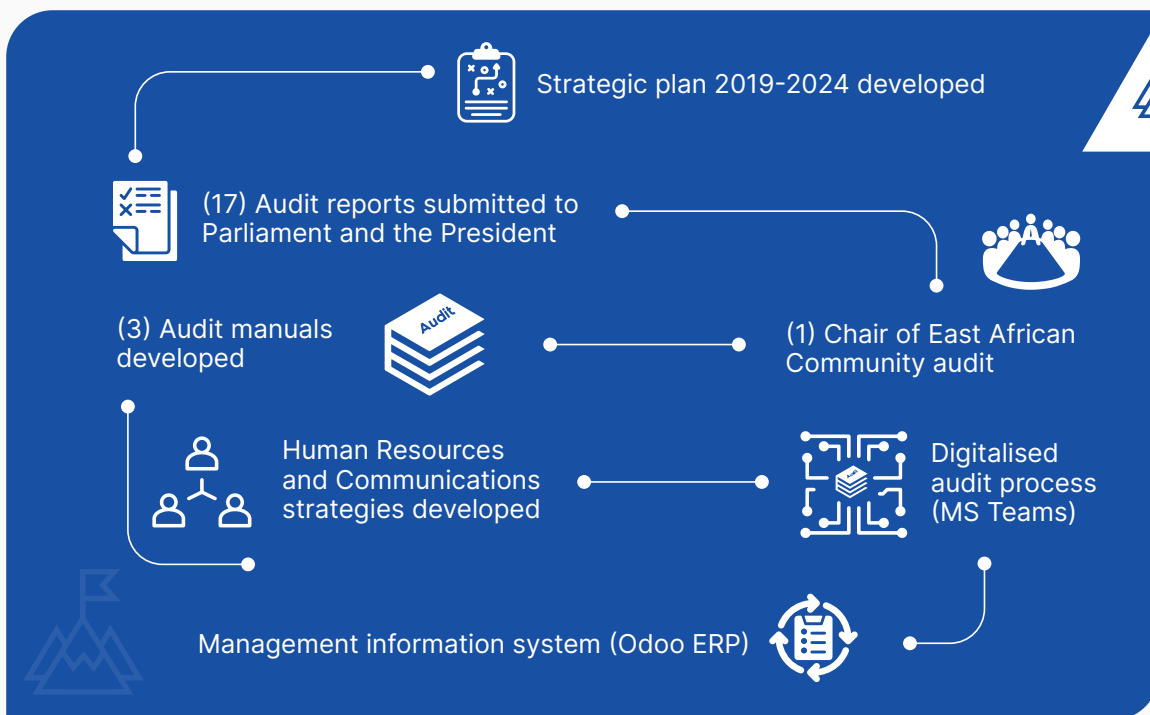 Strategic plan 2019-2024 developed
(17) Audit reports submitted to
Parliament and the President
(3) Audit manuals
developed
Audit
(1) Chair of East African
Community audit
Human Resources
and Communications
strategies developed
Audit
Digitalised
audit process
(MS Teams)
Management information system (Odoo ERP)